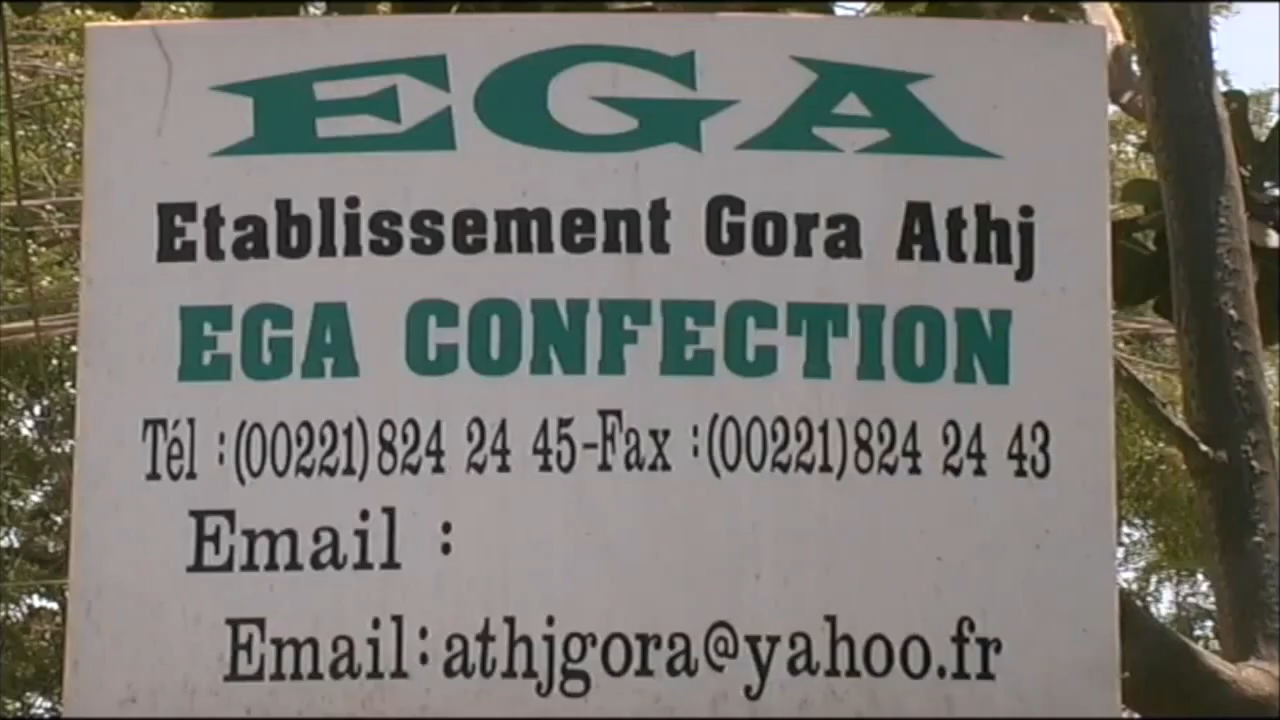 EGA
Etablissement Gora Athj
EGA CONFECTION
Tél :(00221)824 24 45-Fax :(00221)824 24 43
Email :
Email:athjgora@yahoo.fr